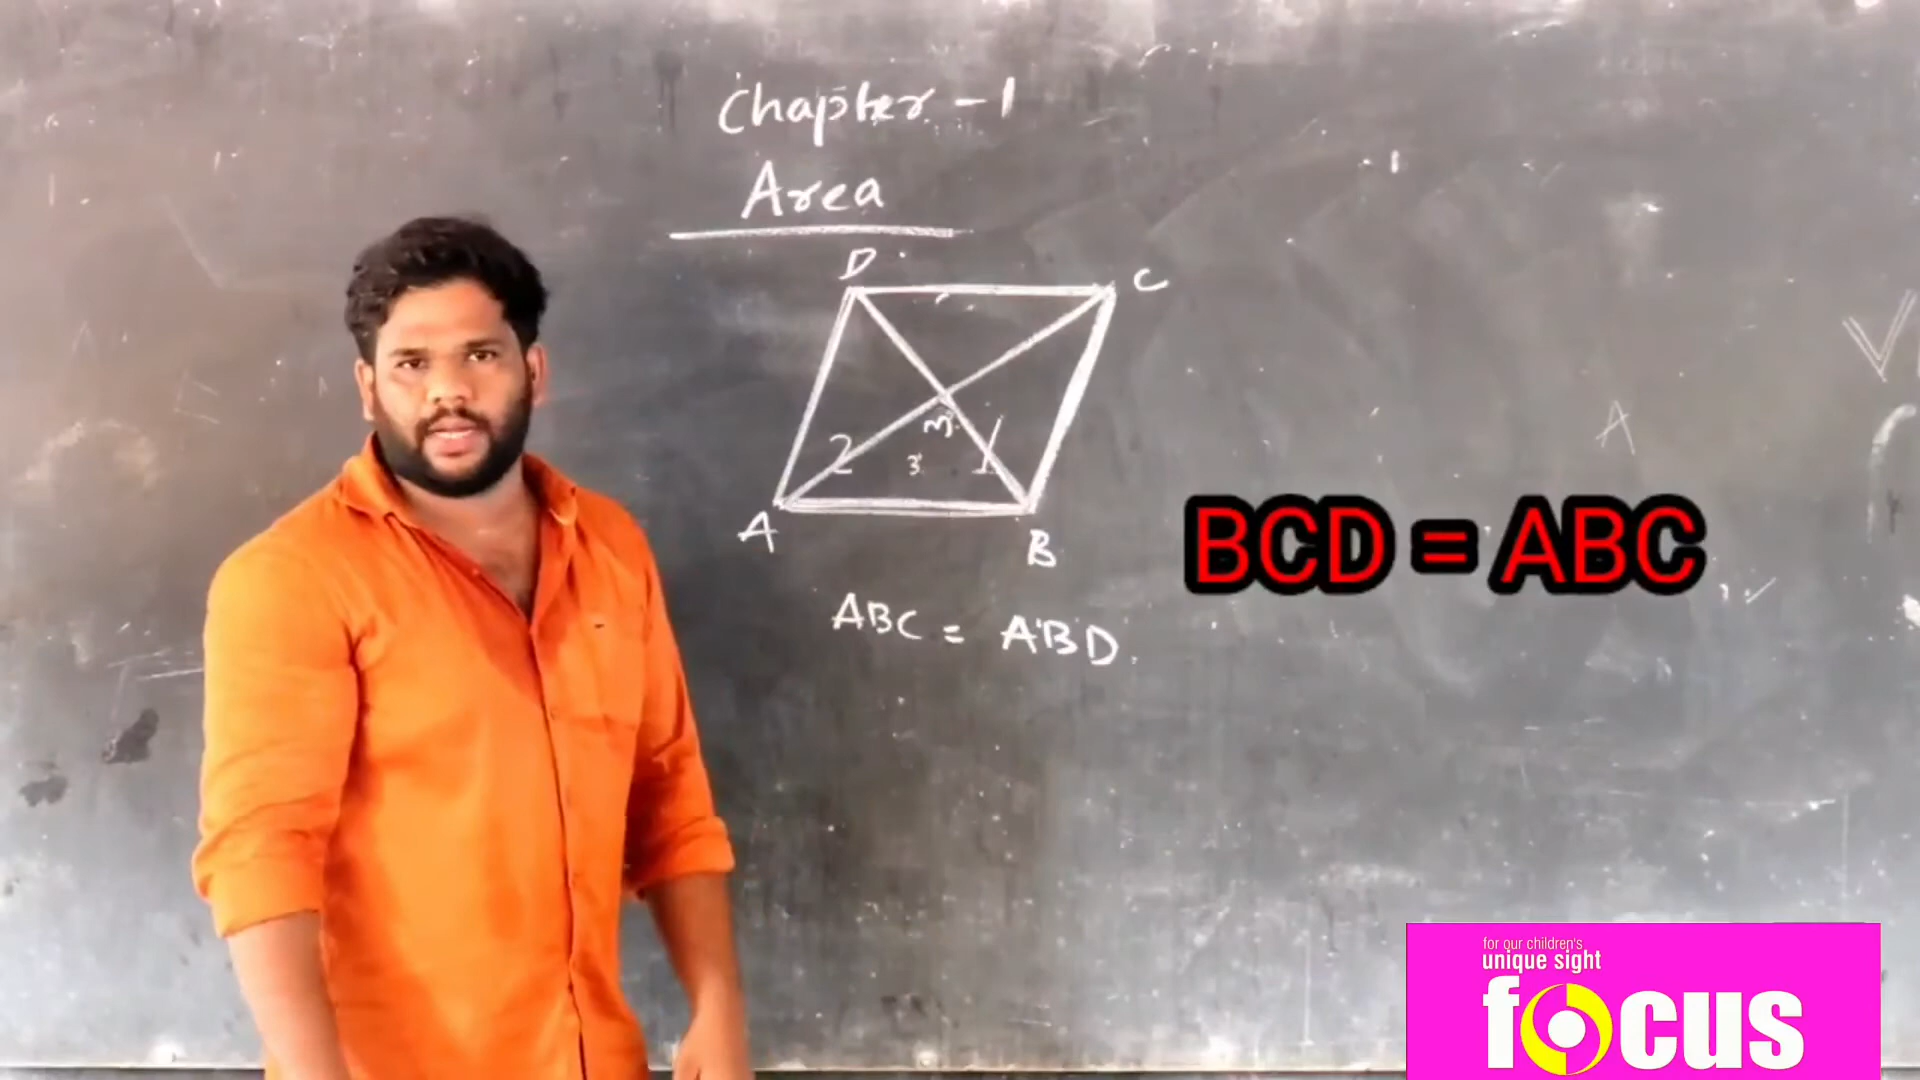 Chapter - 1
Area
D
C
m
2
3
1
A
B
ABC = ABD.
BCD = ABC
A
for our children's
unique sight
focus